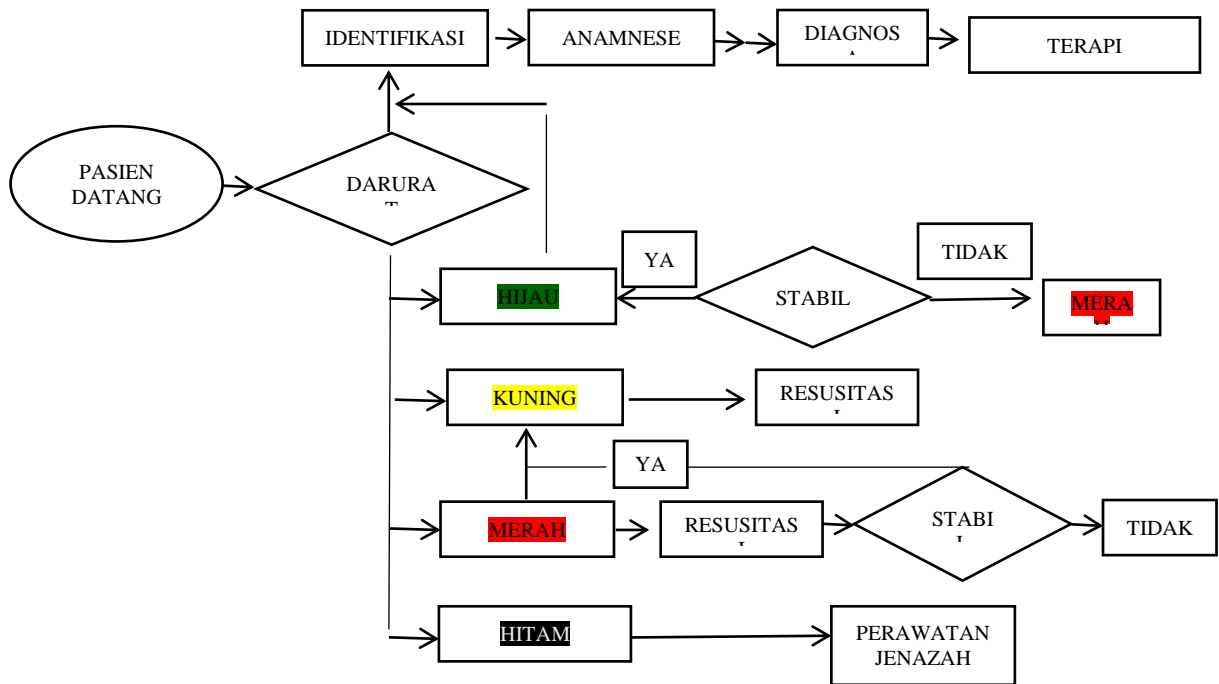 IDENTIFIKASI
ANAMNESE
DIAGNOS
TERAPI
PASIEN
DATANG
DARURA
HIJAU
YA
STABIL
TIDAK
MERA
KUNING
RESUSITAS
YA
MERAH
RESUSITAS
STABI
TIDAK
HITAM
PERAWATAN
JENAZAH